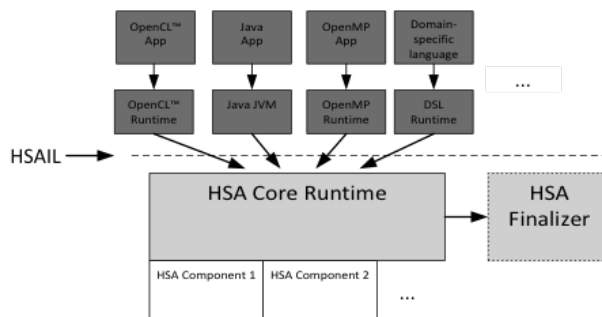 OpenCL™
App
Java
App
OpenMP
App
Domain-
specific
language
...
OpenCL™
Runtime
Java JVM
OpenMP
Runtime
DSL
Runtime
HSAIL
HSA Core Runtime
HSA
Finalizer
HSA Component 1
HSA Component 2
...